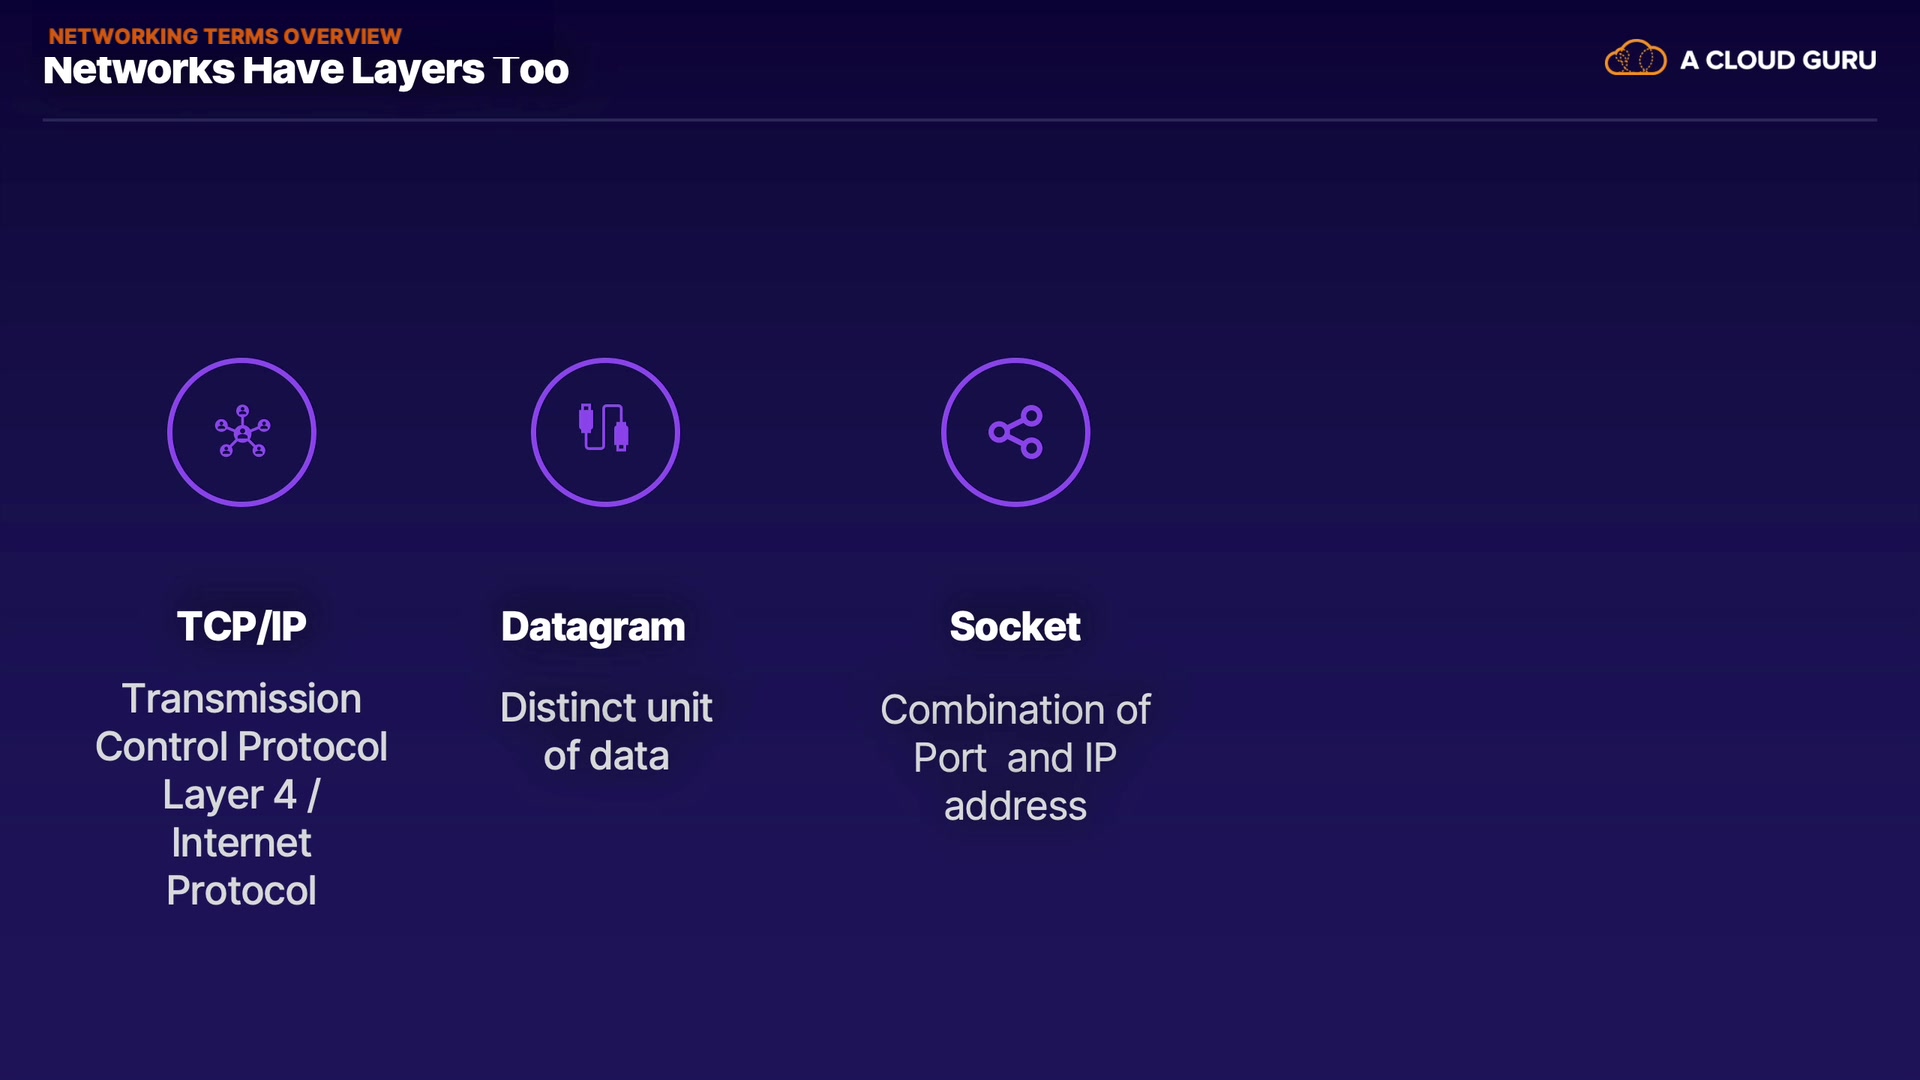 NETWORKING TERMS OVERVIEW
Networks Have Layers Too
A CLOUD GURU
TCP/IP
Transmission
Control Protocol
Layer 4 /
Internet
Protocol
Datagram
Distinct unit
of data
Socket
Combination of
Port  and IP
address